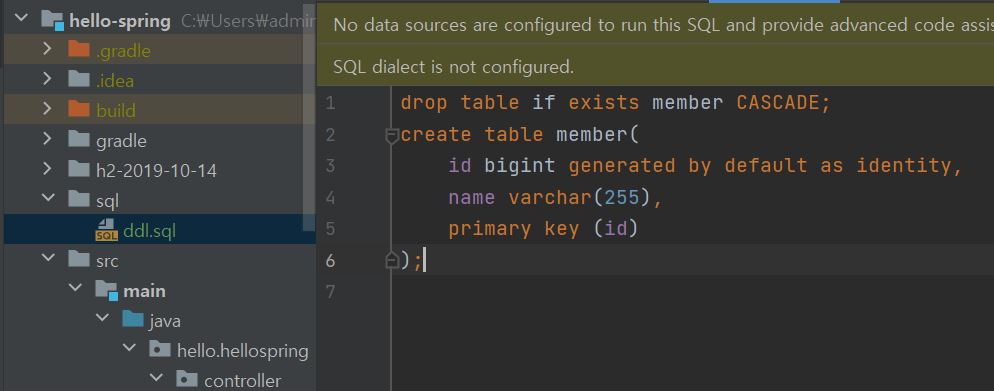 hello-spring C:₩Users₩admin
.gradle
.idea
build
gradle
h2-2019-10-14
sql
SQL ddl.sql
src
main
java
hello.hellospring
controller
No data sources are configured to run this SQL and provide advanced code assis
SQL dialect is not configured.
1 drop table if exists member CASCADE;
2 create table member(
3 id bigint generated by default as identity,
4 name varchar(255),
5 primary key (id)
6 );
7